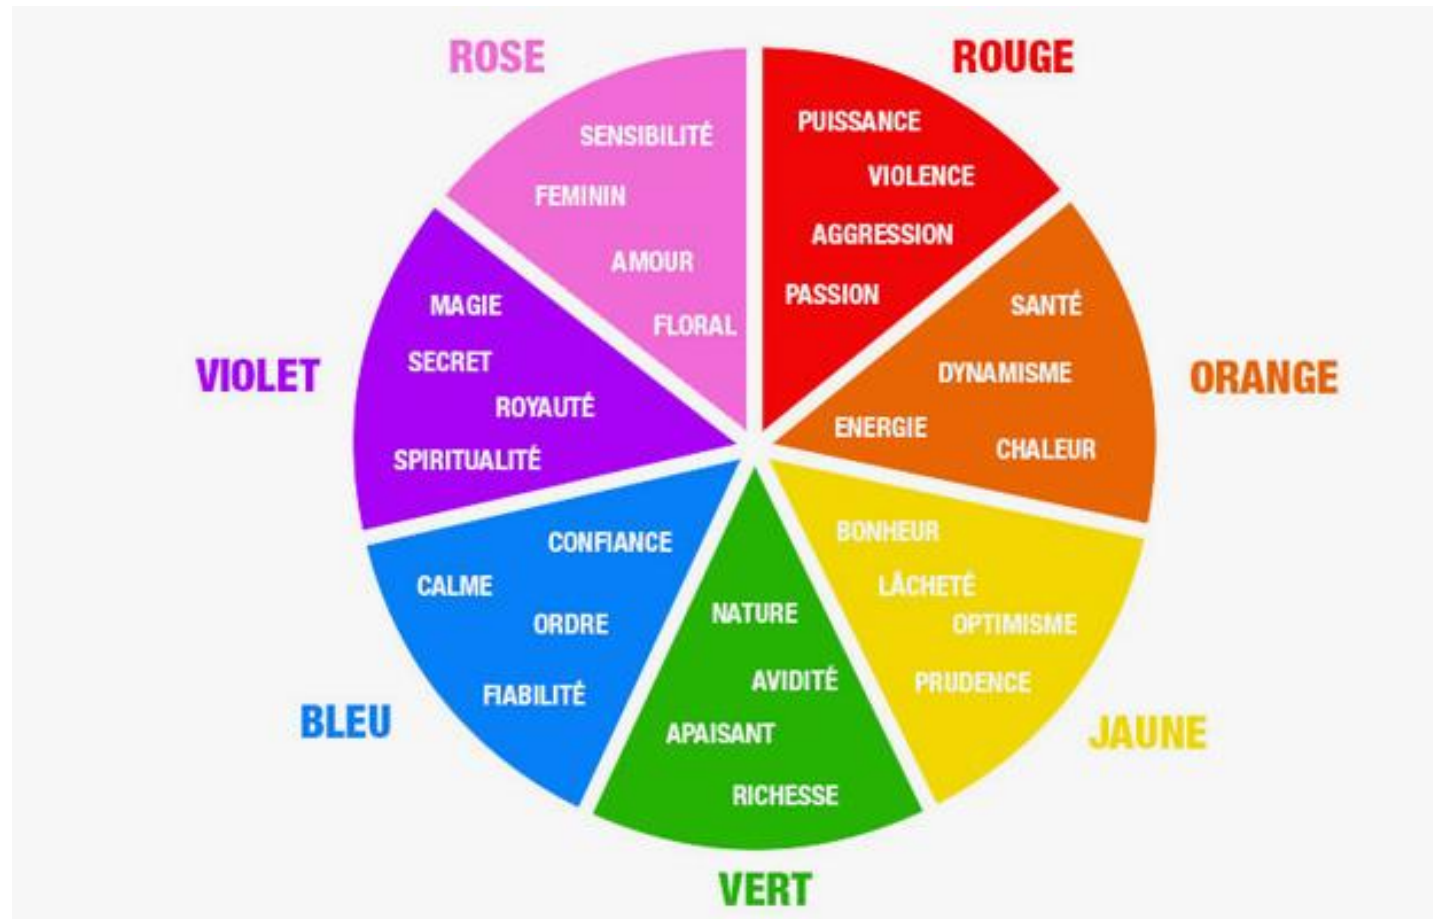 ROSE
SENSIBILITÉ
FEMININ
AMOUR
FLORAL
ROUGE
PUISSANCE
VIOLENCE
AGGRESSION
PASSION
ORANGE
SANTÉ
DYNAMISME
ENERGIE
CHALEUR
JAUNE
BONHEUR
LÂCHETÉ
OPTIMISME
PRUDENCE
VERT
NATURE
AVIDITÉ
APAISANT
RICHESSE
BLEU
CONFIANCE
CALME
ORDRE
FIABILITÉ
VIOLET
MAGIE
SECRET
ROYAUTÉ
SPIRITUALITÉ